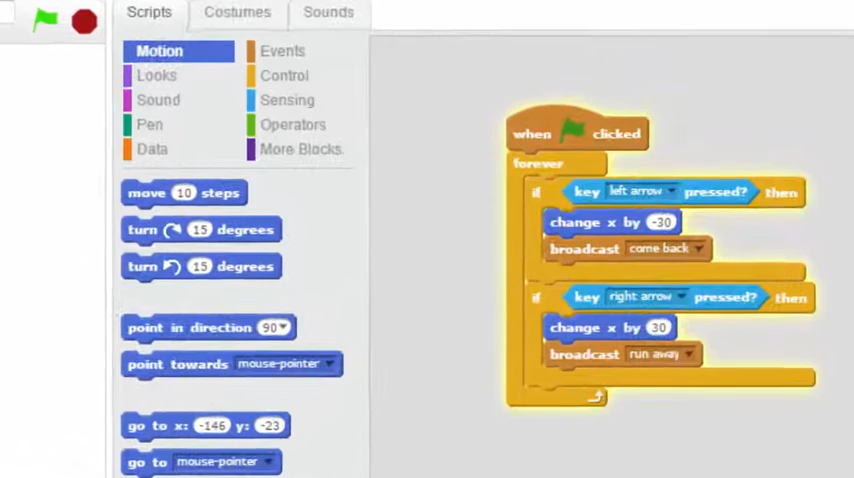 Scripts
Costumes
Sounds
Motion
Events
Looks
Control
Sound
Sensing
Pen
Operators
Data
More Blocks
move 10 steps
turn 15 degrees
turn 15 degrees
point in direction 90
point towards mouse-pointer
go to x: -146 y: -23
go to mouse-pointer
when clicked
forever
if key left arrow pressed? then
change x by -30
broadcast come back
if key right arrow pressed? then
change x by 30
broadcast run away